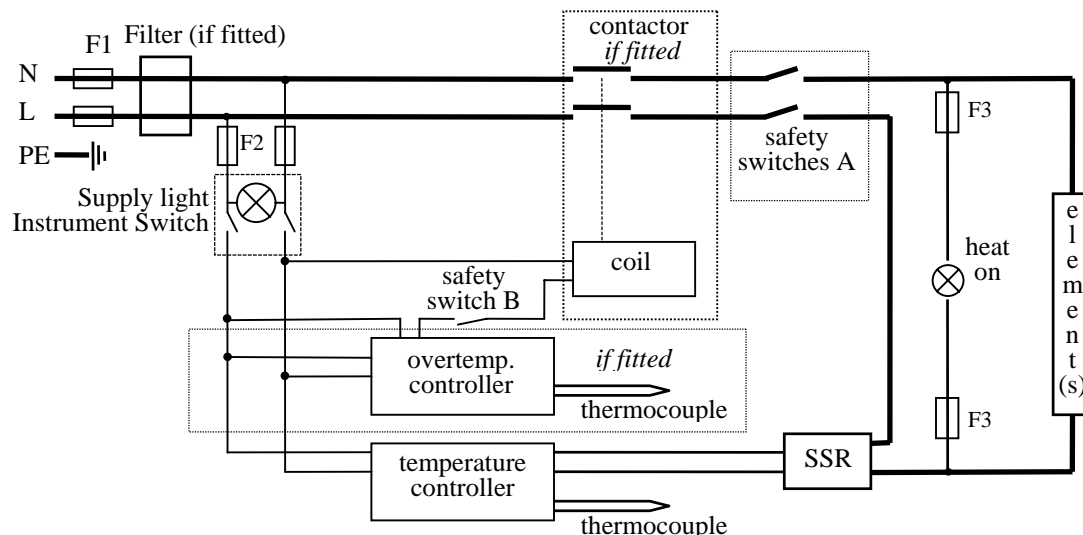 F1
Filter (if fitted)
contactor
if fitted
N
L
PE
F2
F3
safety
switches A
Supply light
Instrument Switch
coil
safety
switch B
heat
on
element(s)
overtemp.
controller
if fitted
thermocouple
F3
temperature
controller
SSR
thermocouple